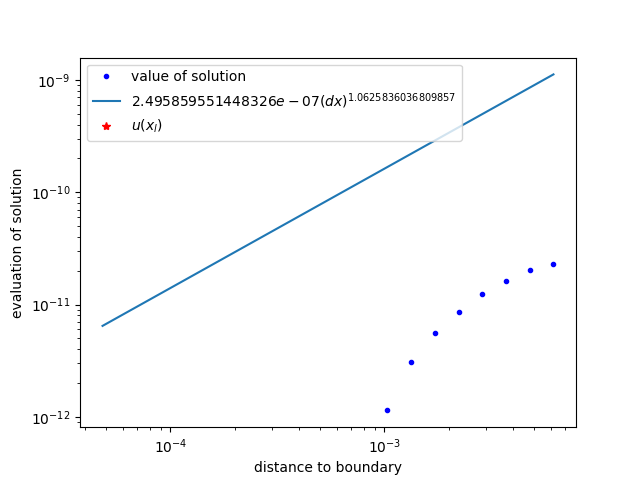 10⁻⁹
10⁻¹⁰
10⁻¹¹
10⁻¹²
evaluation of solution
value of solution
2.495859551448326e − 07(dx)¹·⁰⁶²⁵⁸³⁶⁰³⁶⁸⁰⁹⁸⁵⁷
u(xₗ)
10⁻⁴
10⁻³
distance to boundary